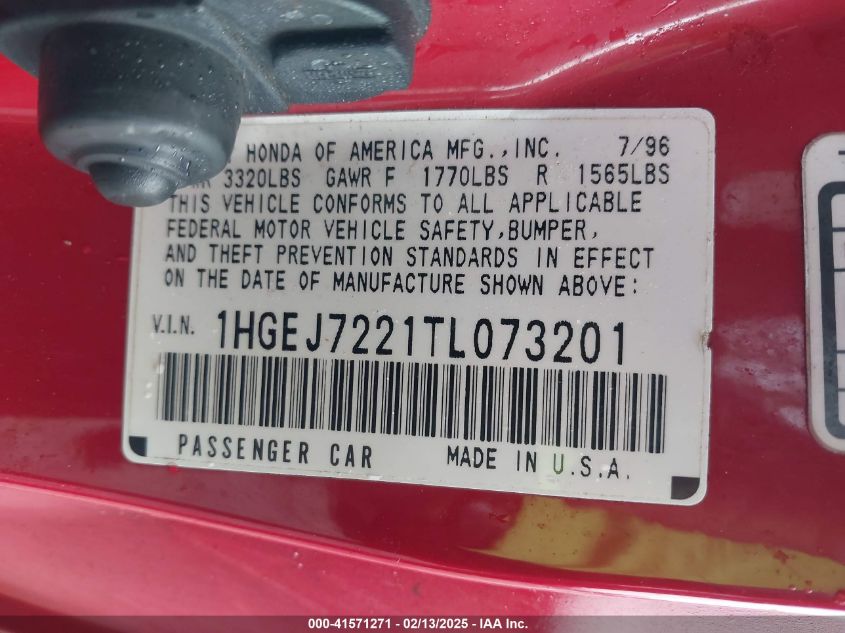 HONDA OF AMERICA MFG.,INC. 7/96
3320LBS GAWR F 1770LBS R 1565LBS
THIS VEHICLE CONFORMS TO ALL APPLICABLE
FEDERAL MOTOR VEHICLE SAFETY,BUMPER,
AND THEFT PREVENTION STANDARDS IN EFFECT
ON THE DATE OF MANUFACTURE SHOWN ABOVE:
V.I.N. 1HGEJ7221TL073201
PASSENGER CAR MADE IN U.S.A.
000-41571271 - 02/13/2025 - IAA Inc.